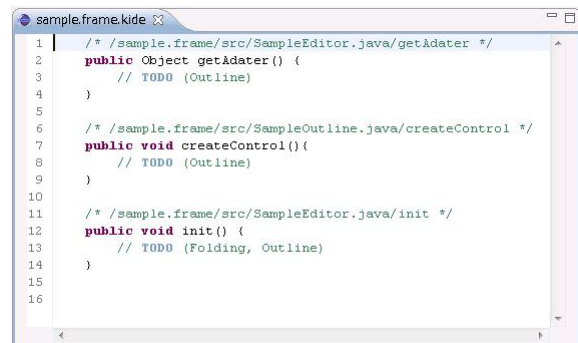 sample.frame.kide
1 /* /sample.frame/src/SampleEditor.java/getAdater */
2 public Object getAdater() {
3 // TODO (Outline)
4 }
5
6 /* /sample.frame/src/SampleOutline.java/createControl */
7 public void createControl(){
8 // TODO (Outline)
9 }
10
11 /* /sample.frame/src/SampleEditor.java/init */
12 public void init() {
13 // TODO (Folding, Outline)
14 }
15
16